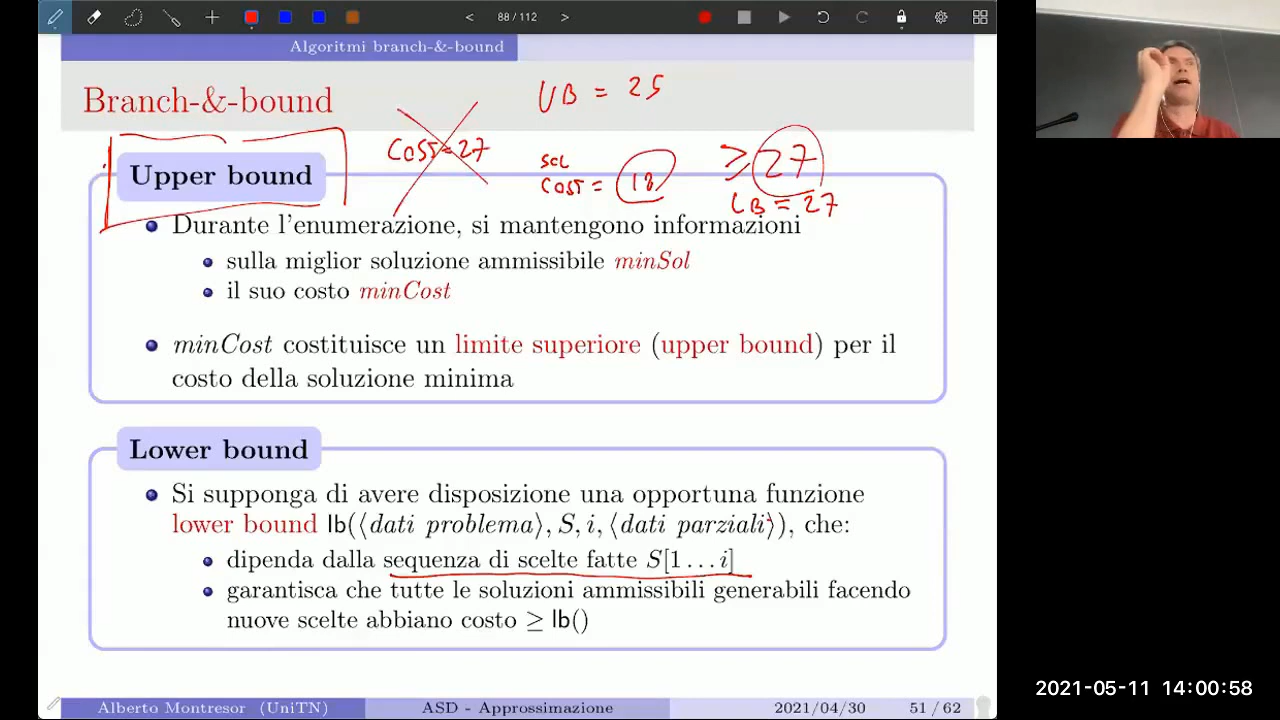 88 / 112
Algoritmi branch-&-bound
Branch-&-bound
UB = 25
COST = 27
SOL
COST = 18
≥ 27
LB = 27
Upper bound
Durante l'enumerazione, si mantengono informazioni
sulla miglior soluzione ammissibile minSol
il suo costo minCost
minCost costituisce un limite superiore (upper bound) per il
costo della soluzione minima
Lower bound
Si supponga di avere disposizione una opportuna funzione
lower bound lb(⟨dati problema⟩, S, i, ⟨dati parziali⟩), che:
dipenda dalla sequenza di scelte fatte S[1 . . . i]
garantisca che tutte le soluzioni ammissibili generabili facendo
nuove scelte abbiano costo ≥ lb()
Alberto Montresor (UniTN) ASD - Approssimazione 2021/04/30 51 / 62
2021-05-11 14:00:58